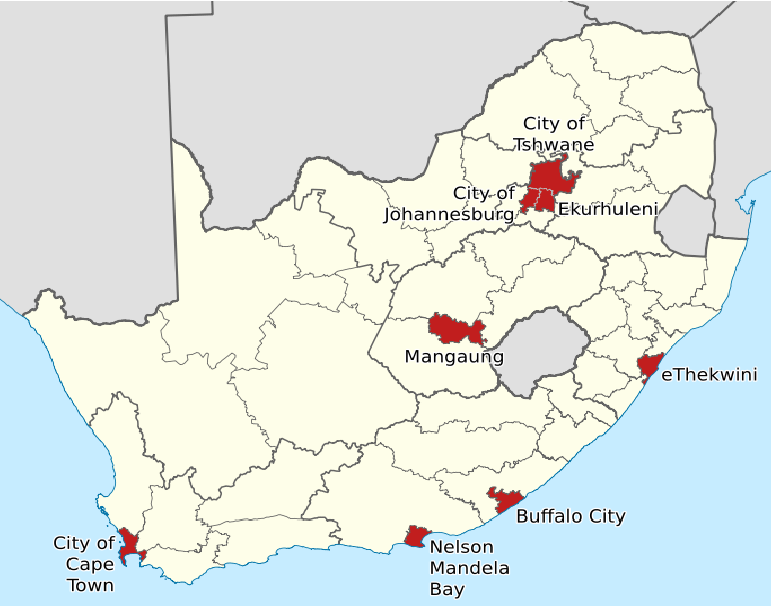 City of
Tshwane
City of
Johannesburg
Ekurhuleni
Mangaung
eThekwini
Buffalo City
City of
Cape
Town
Nelson
Mandela
Bay